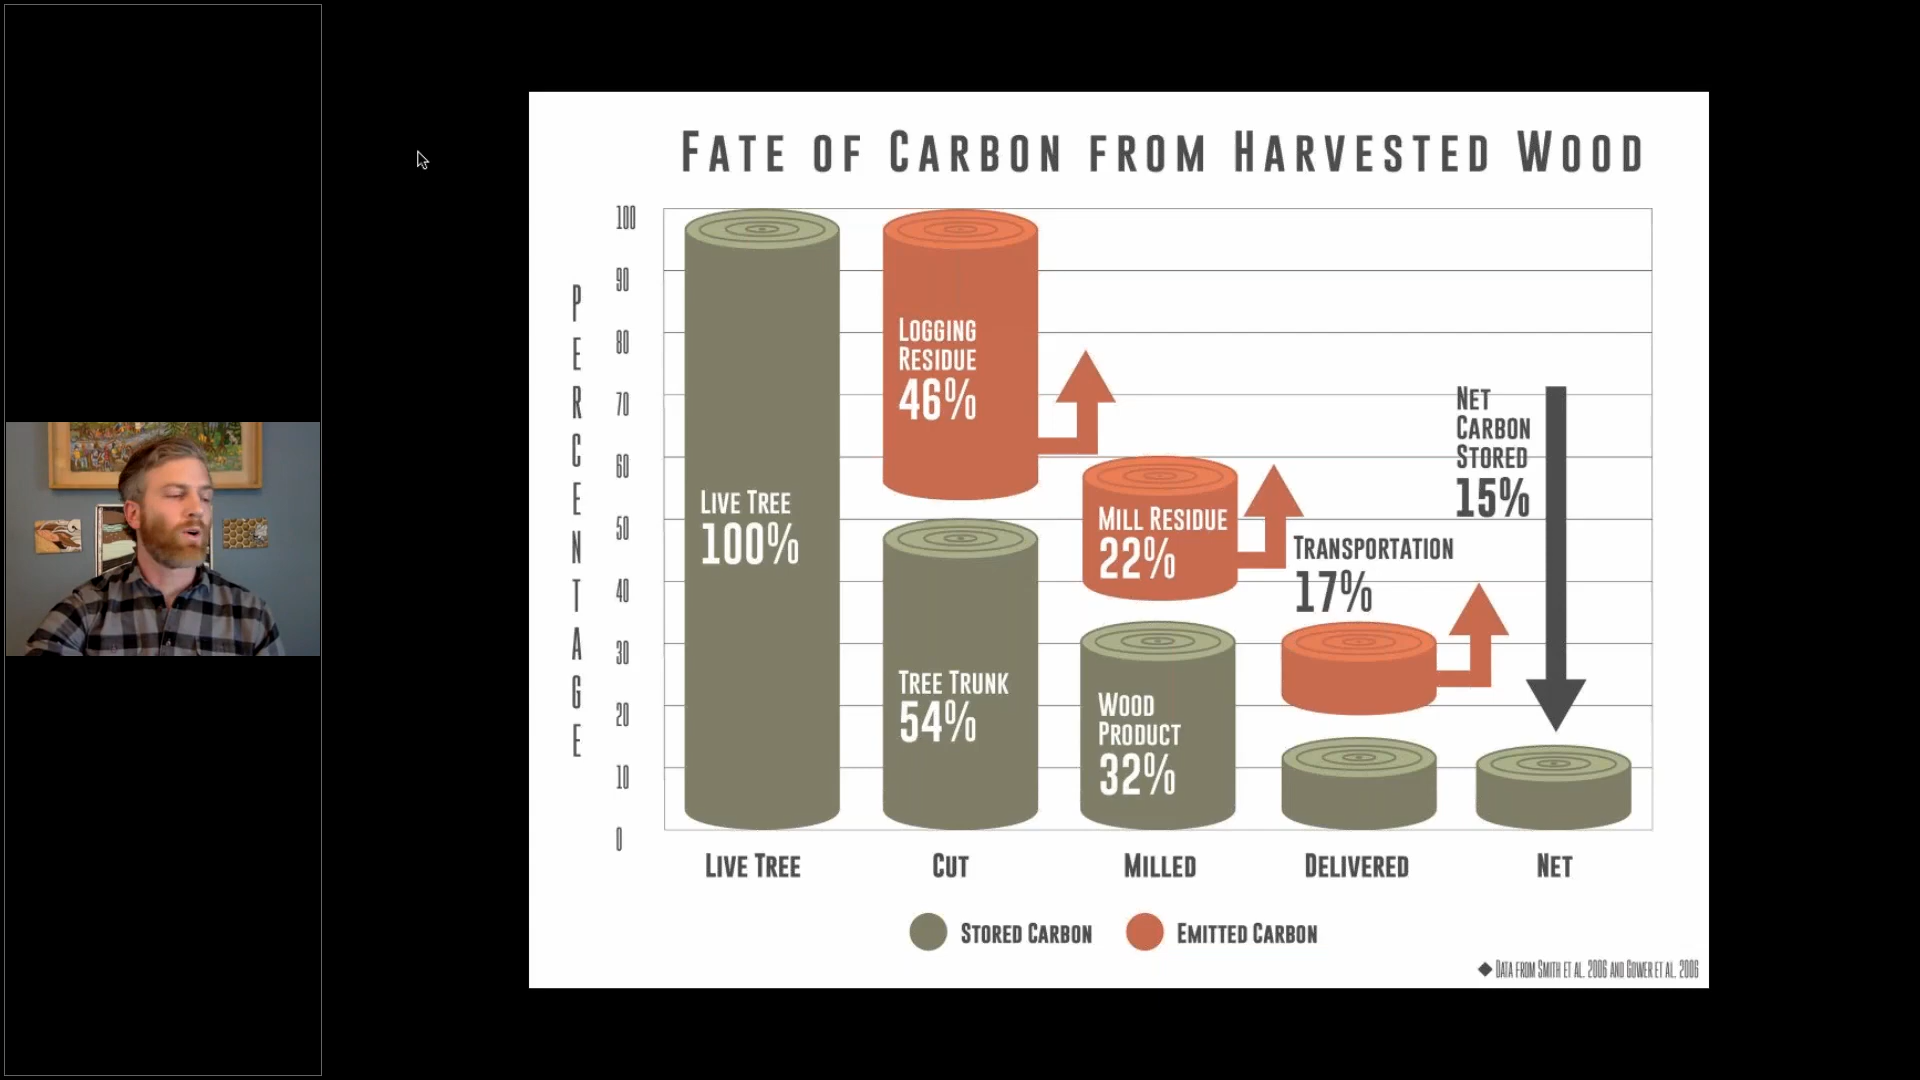 FATE OF CARBON FROM HARVESTED WOOD
PERCENTAGE
100
90
80
70
60
50
40
30
20
10
0
LIVE TREE
100%
LOGGING
RESIDUE
46%
TREE TRUNK
54%
MILL RESIDUE
22%
WOOD
PRODUCT
32%
TRANSPORTATION
17%
NET
CARBON
STORED
15%
LIVE TREE
CUT
MILLED
DELIVERED
NET
STORED CARBON
EMITTED CARBON
DATA FROM SMITH ET AL. 2006 AND GOWER ET AL. 2006